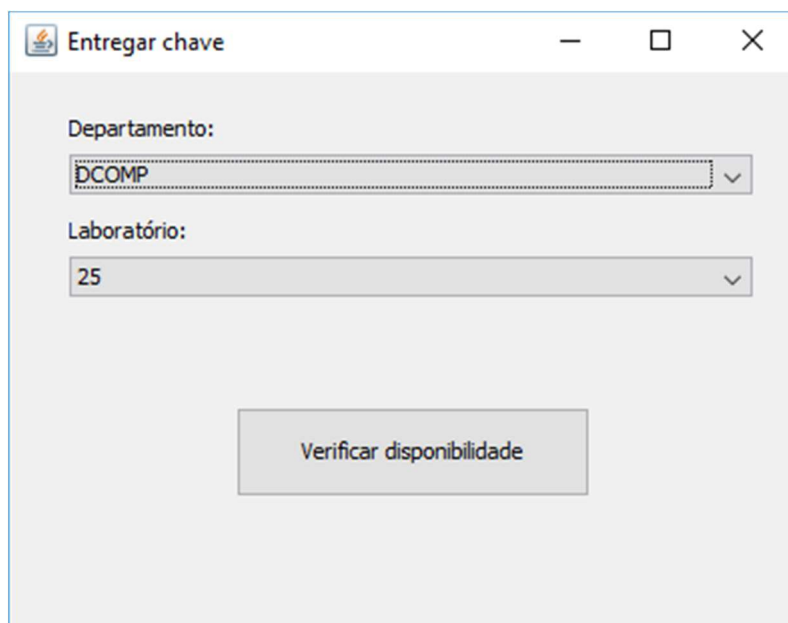 Entregar chave
Departamento:
DCOMP
Laboratório:
25
Verificar disponibilidade